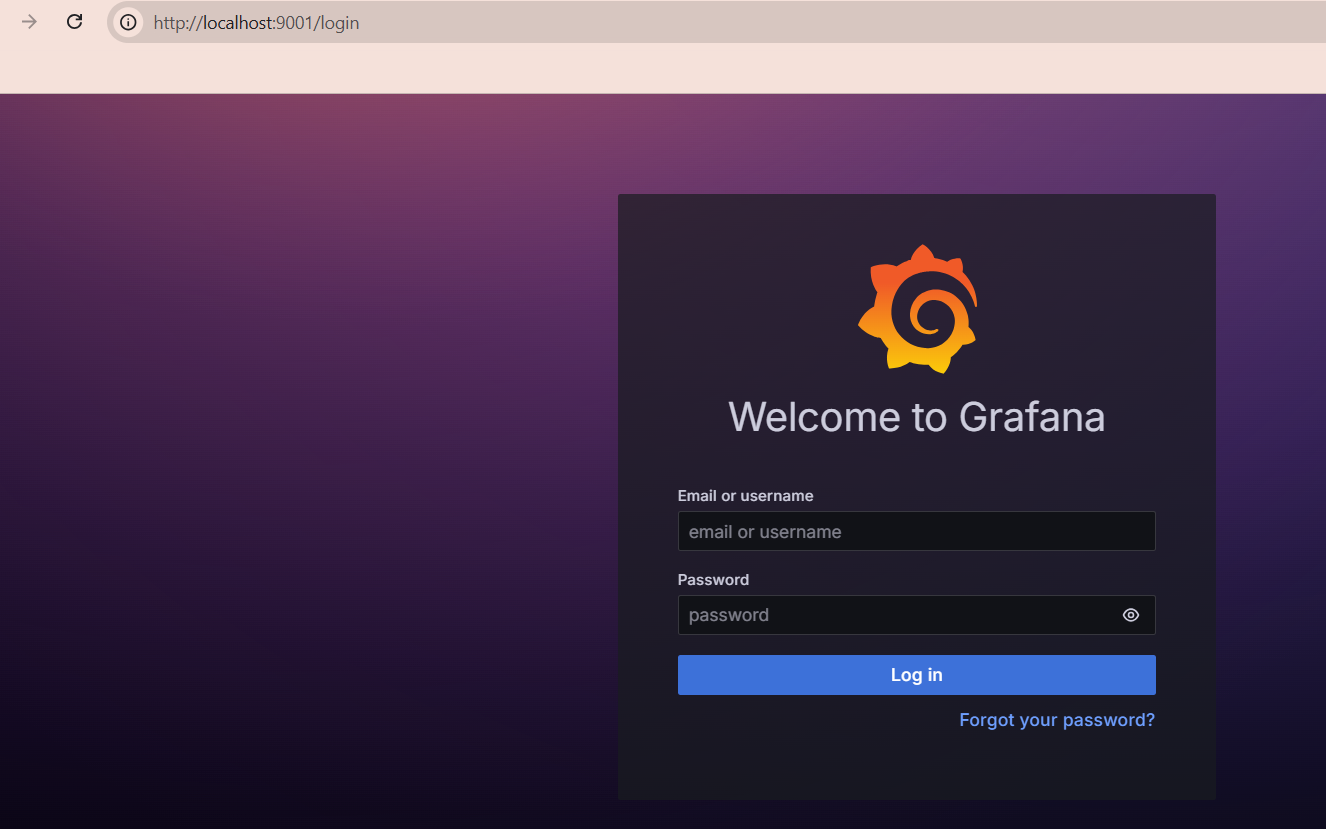 http://localhost:9001/login
Welcome to Grafana
Email or username
email or username
Password
password
Log in
Forgot your password?